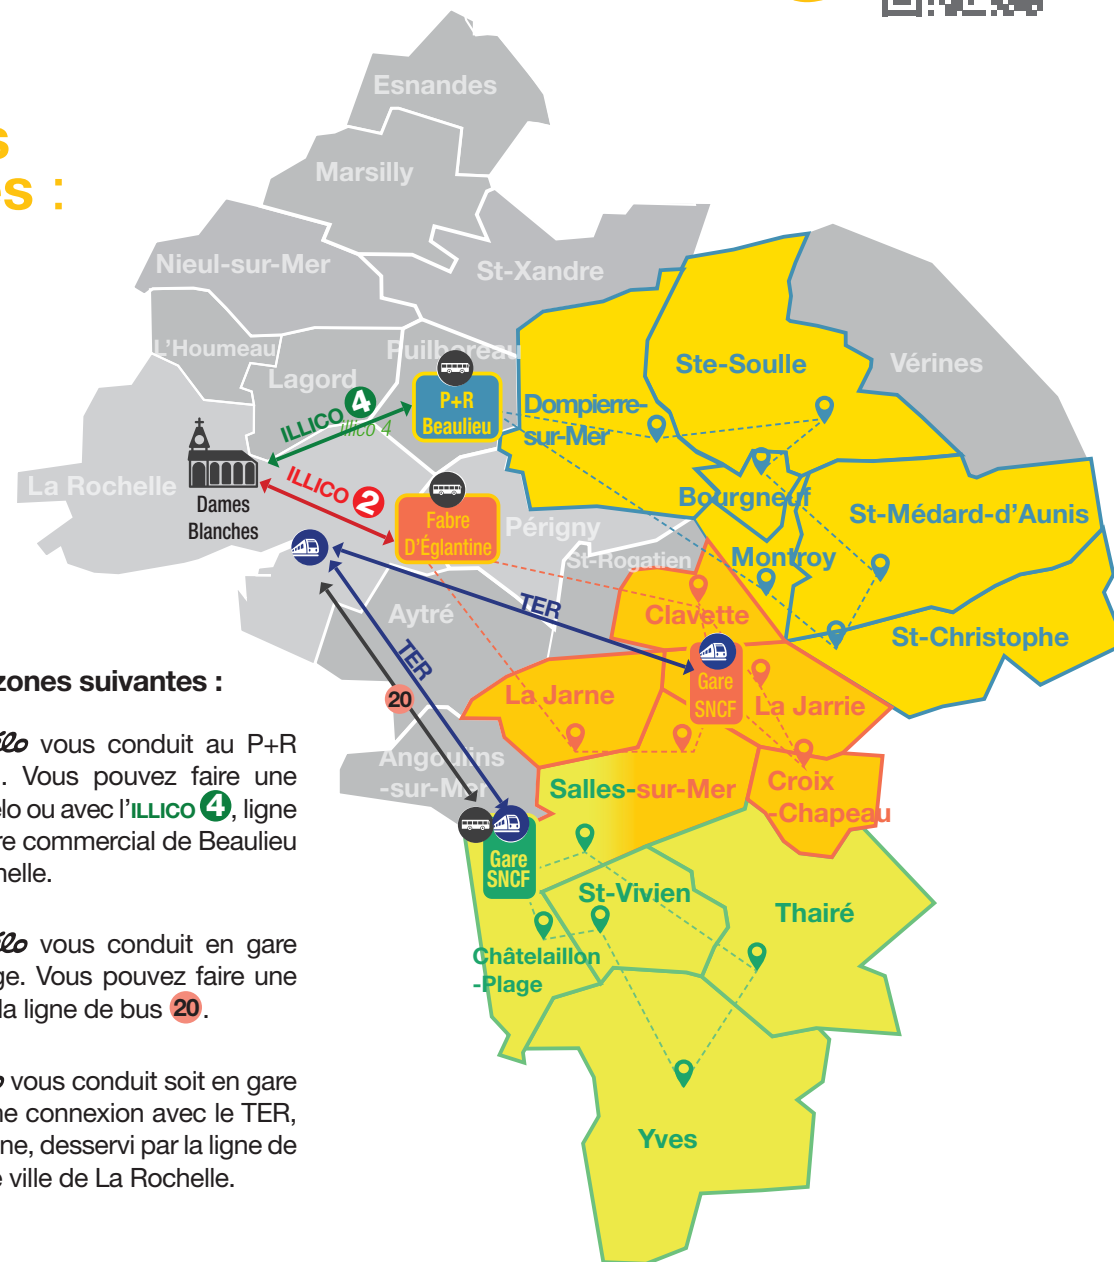 s
es :
Esnandes
Marsilly
Nieul-sur-Mer
St-Xandre
L'Houmeau
Puilboreau
Lagord
Ste-Soulle
Vérines
P+R
Beaulieu
ILLICO 4
illico 4
Dompierre-
sur-Mer
La Rochelle
Dames
Blanches
ILLICO 2
Fabre
D'Églantine
Périgny
Bourgneuf
St-Médard-d'Aunis
St-Rogatien
Montroy
Aytré
TER
Clavette
St-Christophe
TER
20
Gare
SNCF
La Jarne
La Jarrie
Angoulins
-sur-Mer
Salles-sur-Mer
Croix
-Chapeau
Gare
SNCF
St-Vivien
Thairé
Châtelaillon
-Plage
Yves
zones suivantes :
élo vous conduit au P+R
. Vous pouvez faire une
élo ou avec l'ILLICO 4, ligne
re commercial de Beaulieu
helle.
élo vous conduit en gare
ge. Vous pouvez faire une
la ligne de bus 20.
o vous conduit soit en gare
ne connexion avec le TER,
ne, desservi par la ligne de
e ville de La Rochelle.